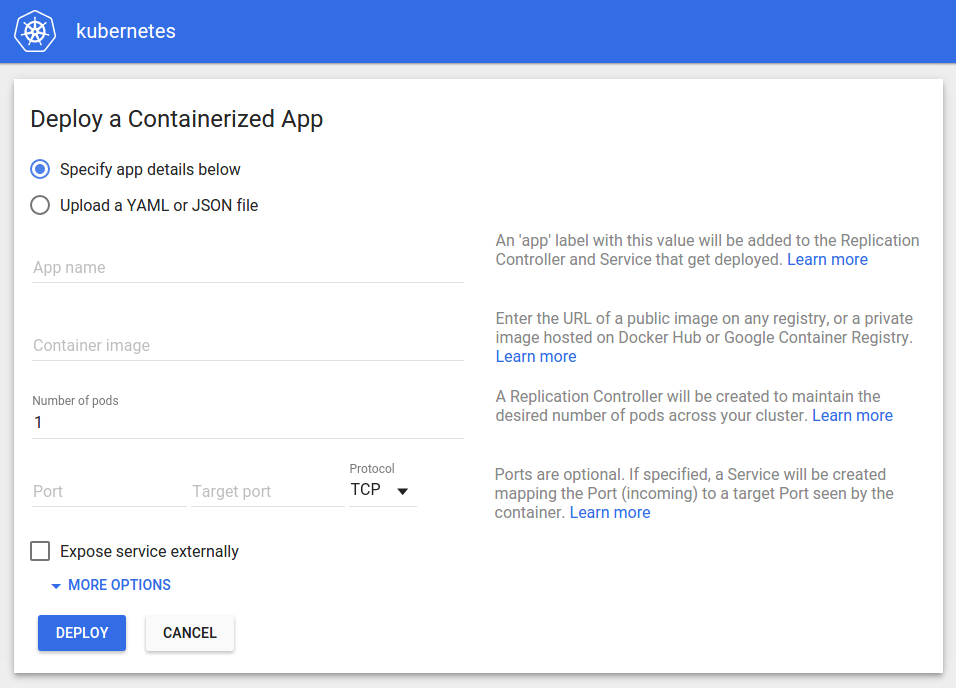 kubernetes
Deploy a Containerized App
Specify app details below
Upload a YAML or JSON file
App name
An 'app' label with this value will be added to the Replication
Controller and Service that get deployed. Learn more
Container image
Enter the URL of a public image on any registry, or a private
image hosted on Docker Hub or Google Container Registry.
Learn more
Number of pods
1
A Replication Controller will be created to maintain the
desired number of pods across your cluster. Learn more
Port
Target port
Protocol
TCP
Ports are optional. If specified, a Service will be created
mapping the Port (incoming) to a target Port seen by the
container. Learn more
Expose service externally
MORE OPTIONS
DEPLOY
CANCEL